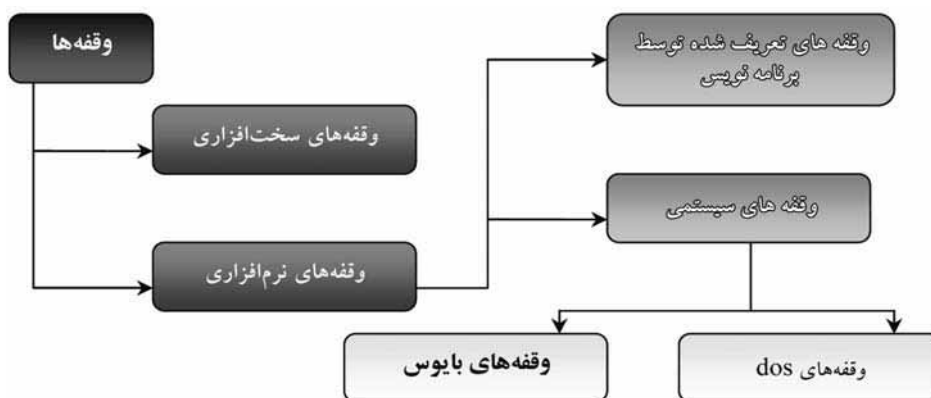 وقفه‌ها
وقفه‌های سخت‌افزاری
وقفه‌های نرم‌افزاری
وقفه های تعریف شده توسط
برنامه نویس
وقفه های سیستمی
وقفه‌های بایوس
وقفه‌های dos